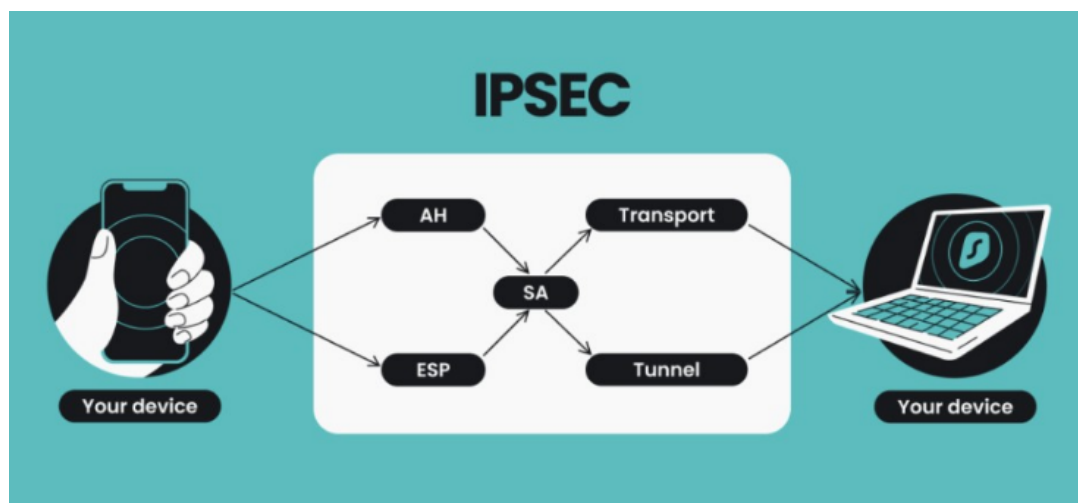 IPSEC
AH
Transport
SA
ESP
Tunnel
Your device
Your device